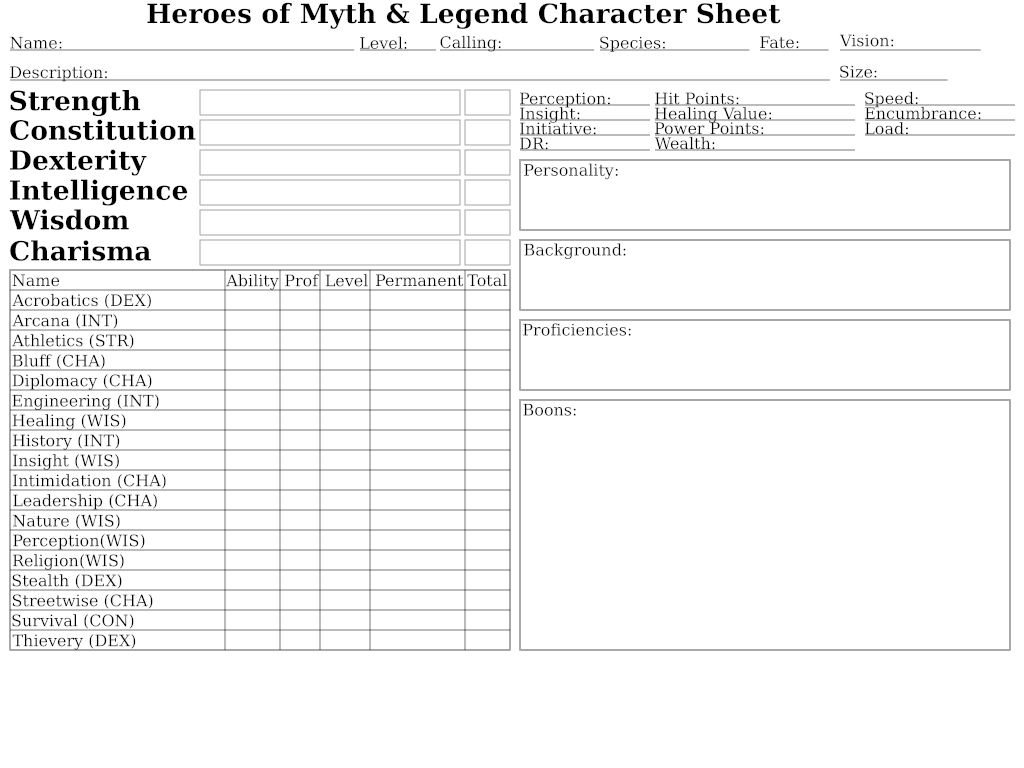 Heroes of Myth & Legend Character Sheet
Name: Level: Calling: Species: Fate: Vision:
Description: Size:
Strength
Constitution
Dexterity
Intelligence
Wisdom
Charisma
Perception: Hit Points: Speed:
Insight: Healing Value: Encumbrance:
Initiative: Power Points: Load:
DR: Wealth:
Personality:
Background:
Proficiencies:
Boons:
Name Ability Prof Level Permanent Total
Acrobatics (DEX)
Arcana (INT)
Athletics (STR)
Bluff (CHA)
Diplomacy (CHA)
Engineering (INT)
Healing (WIS)
History (INT)
Insight (WIS)
Intimidation (CHA)
Leadership (CHA)
Nature (WIS)
Perception(WIS)
Religion(WIS)
Stealth (DEX)
Streetwise (CHA)
Survival (CON)
Thievery (DEX)